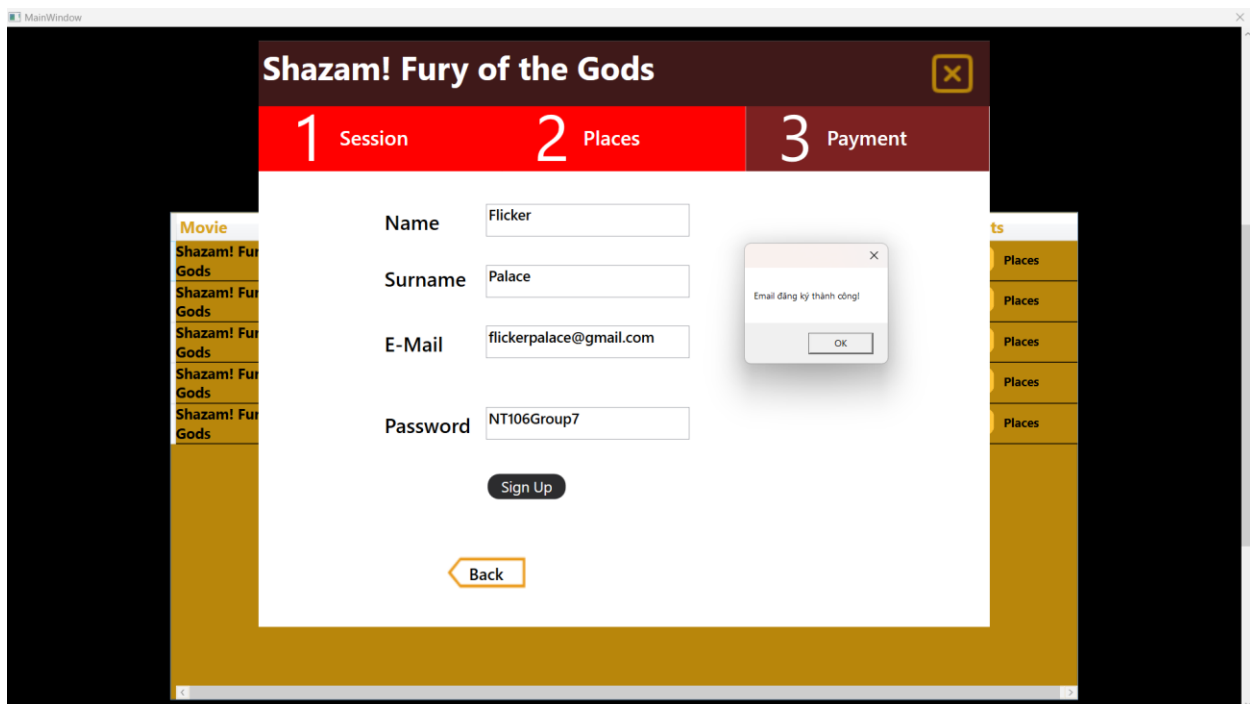 MainWindow
Shazam! Fury of the Gods
1 Session
2 Places
3 Payment
Movie
ts
Shazam! Fur
Gods
Places
Shazam! Fur
Gods
Places
Shazam! Fur
Gods
Places
Shazam! Fur
Gods
Places
Shazam! Fur
Gods
Places
Name
Flicker
Surname
Palace
E-Mail
flickerpalace@gmail.com
Password
NT106Group7
Sign Up
Back
Email đăng ký thành công!
OK